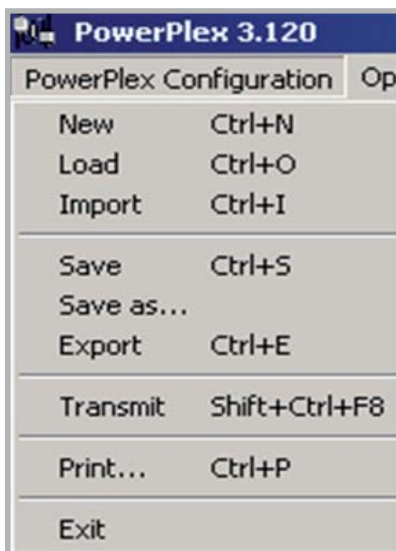 PowerPlex 3.120
PowerPlex Configuration Op
New Ctrl+N
Load Ctrl+O
Import Ctrl+I
Save Ctrl+S
Save as...
Export Ctrl+E
Transmit Shift+Ctrl+F8
Print... Ctrl+P
Exit